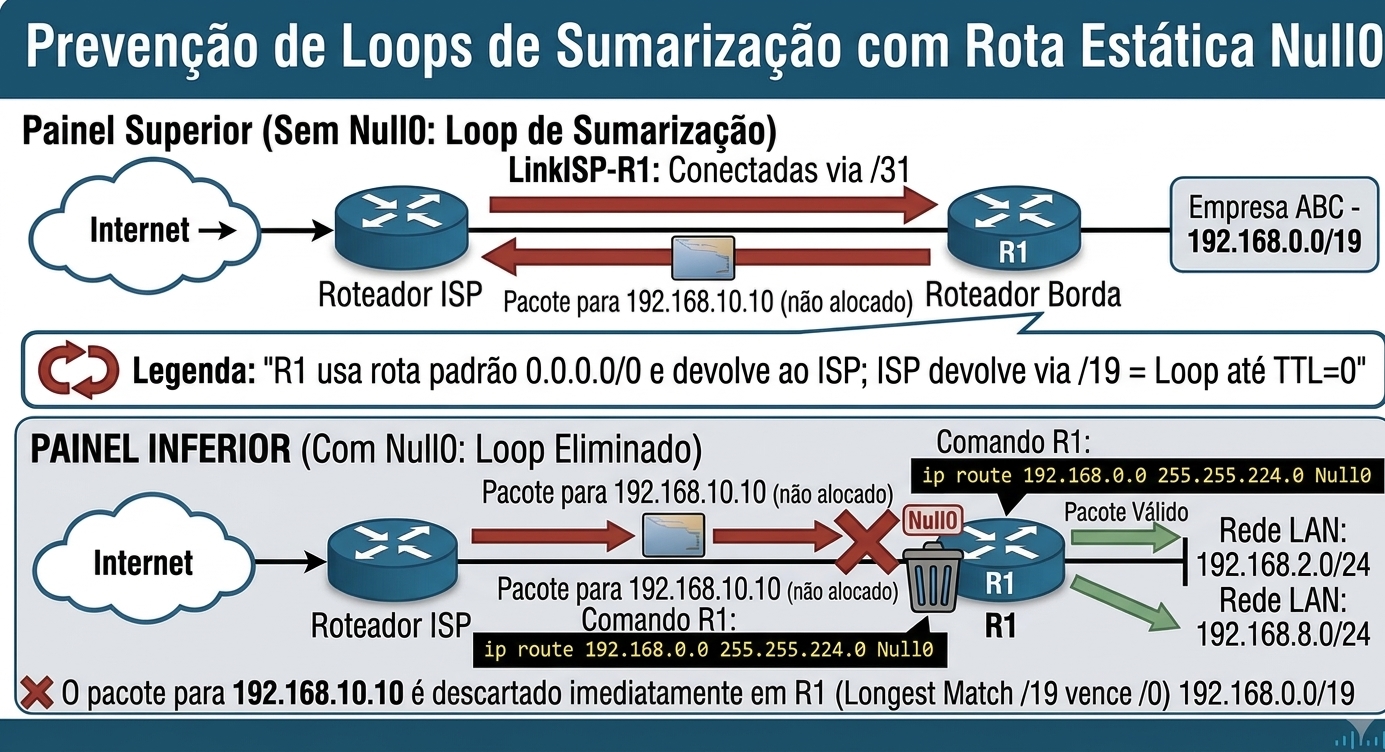 Prevenção de Loops de Sumarização com Rota Estática Null0
Painel Superior (Sem Null0: Loop de Sumarização)
LinkISP-R1: Conectadas via /31
Internet
R1
Empresa ABC -
192.168.0.0/19
Roteador ISP
Pacote para 192.168.10.10 (não alocado)
Roteador Borda
Legenda: "R1 usa rota padrão 0.0.0.0/0 e devolve ao ISP; ISP devolve via /19 = Loop até TTL=0"
PAINEL INFERIOR (Com Null0: Loop Eliminado)
Comando R1:
ip route 192.168.0.0 255.255.224.0 Null0
Pacote para 192.168.10.10 (não alocado)
Null0
Pacote Válido
Internet
R1
Rede LAN:
192.168.2.0/24
Rede LAN:
192.168.8.0/24
Pacote para 192.168.10.10 (não alocado)
Roteador ISP
Comando R1:
R1
ip route 192.168.0.0 255.255.224.0 Null0
O pacote para 192.168.10.10 é descartado imediatamente em R1 (Longest Match /19 vence /0) 192.168.0.0/19